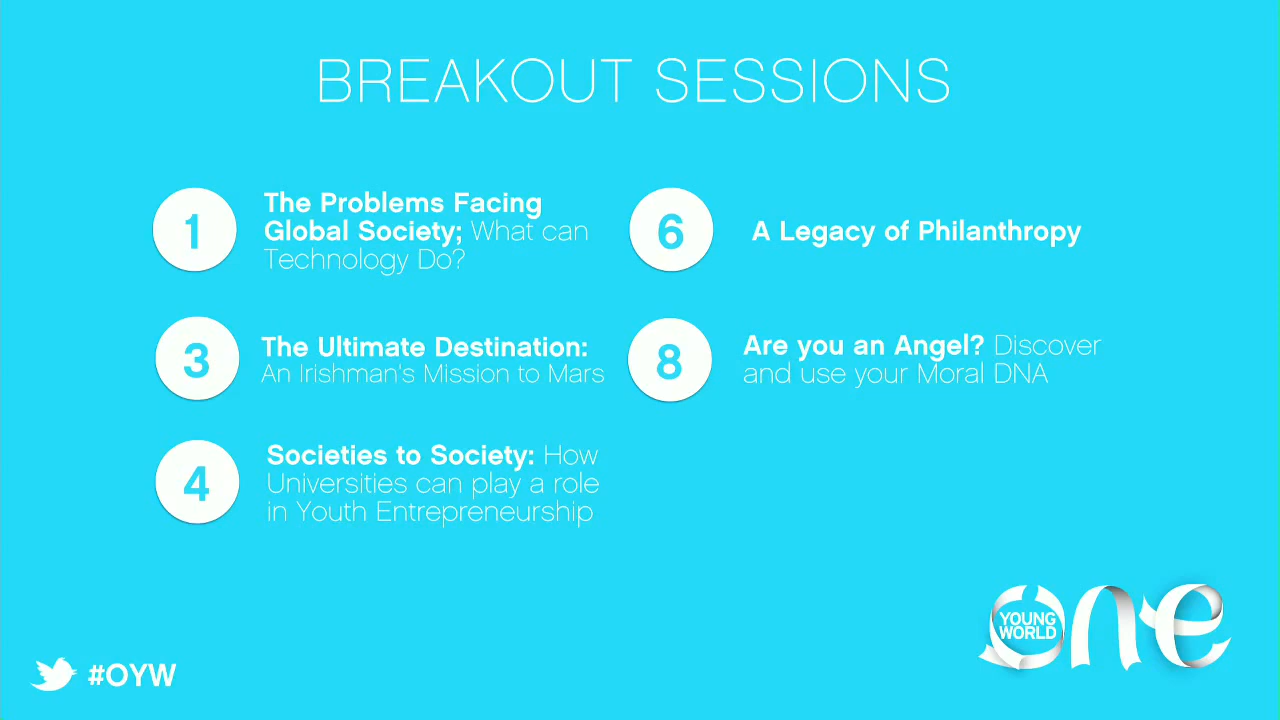 BREAKOUT SESSIONS
1
The Problems Facing
Global Society; What can
Technology Do?
3
The Ultimate Destination:
An Irishman's Mission to Mars
4
Societies to Society: How
Universities can play a role
in Youth Entrepreneurship
6
A Legacy of Philanthropy
8
Are you an Angel? Discover
and use your Moral DNA
#OYW
one
YOUNG
WORLD